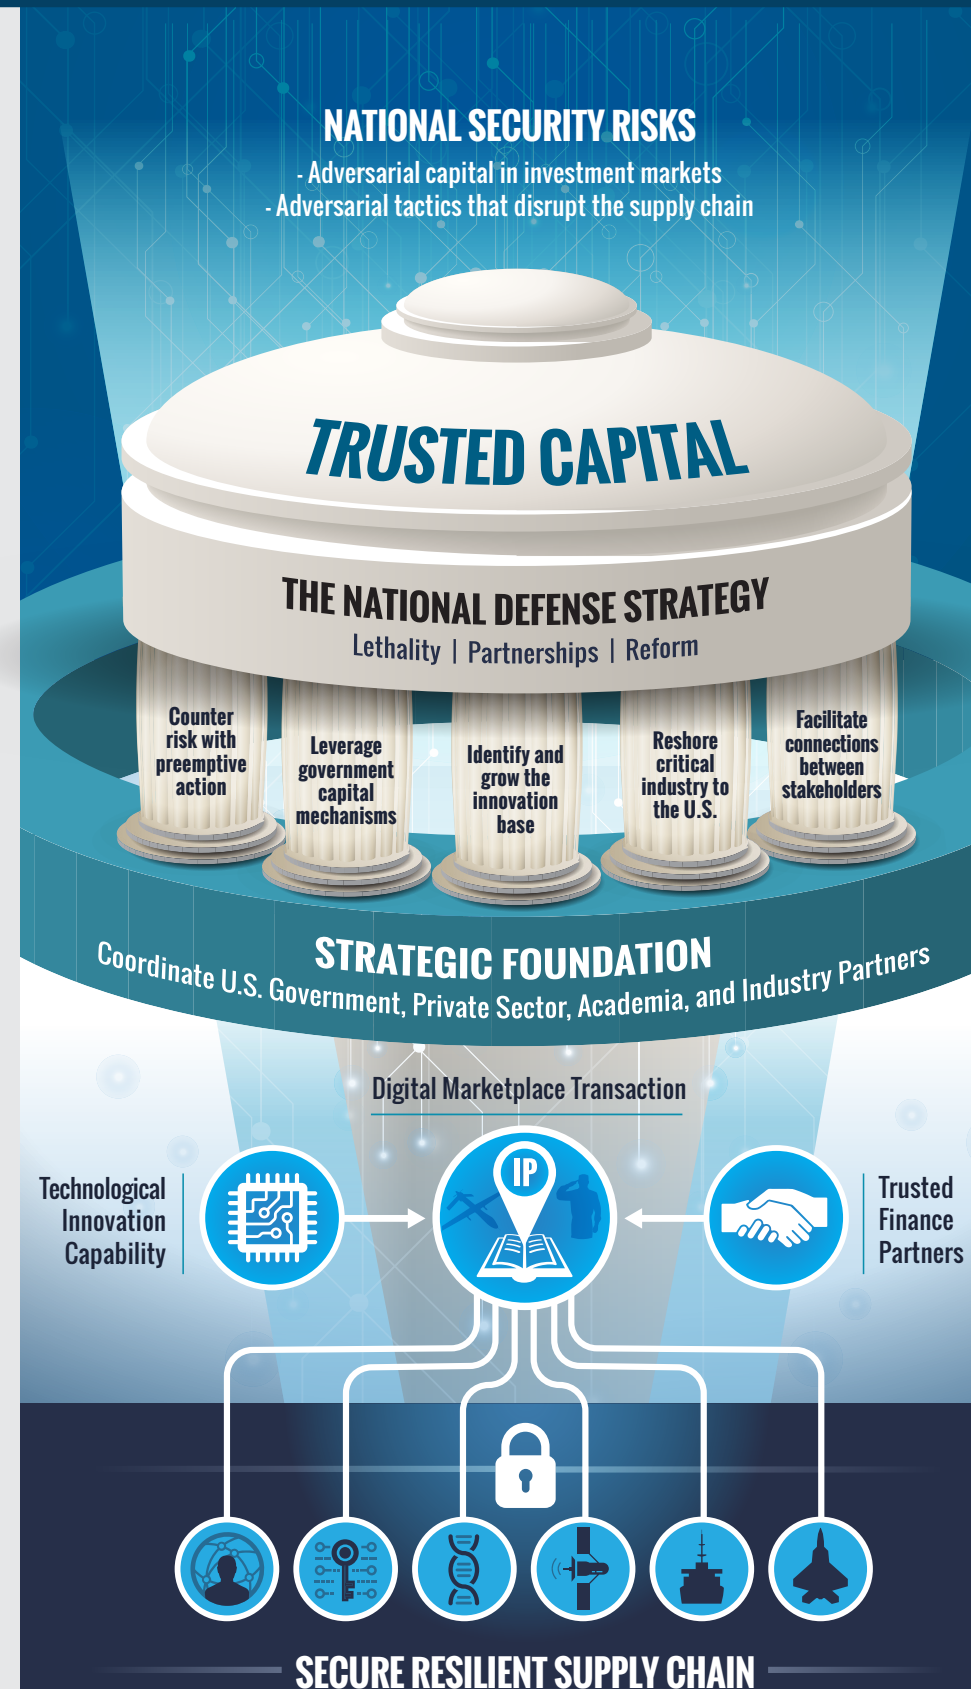 NATIONAL SECURITY RISKS
- Adversarial capital in investment markets
- Adversarial tactics that disrupt the supply chain
TRUSTED CAPITAL
THE NATIONAL DEFENSE STRATEGY
Lethality | Partnerships | Reform
Counter
risk with
preemptive
action
Leverage
government
capital
mechanisms
Identify and
grow the
innovation
base
Reshore
critical
industry to
the U.S.
Facilitate
connections
between
stakeholders
STRATEGIC FOUNDATION
Coordinate U.S. Government, Private Sector, Academia, and Industry Partners
Digital Marketplace Transaction
Technological
Innovation
Capability
IP
Trusted
Finance
Partners
SECURE RESILIENT SUPPLY CHAIN